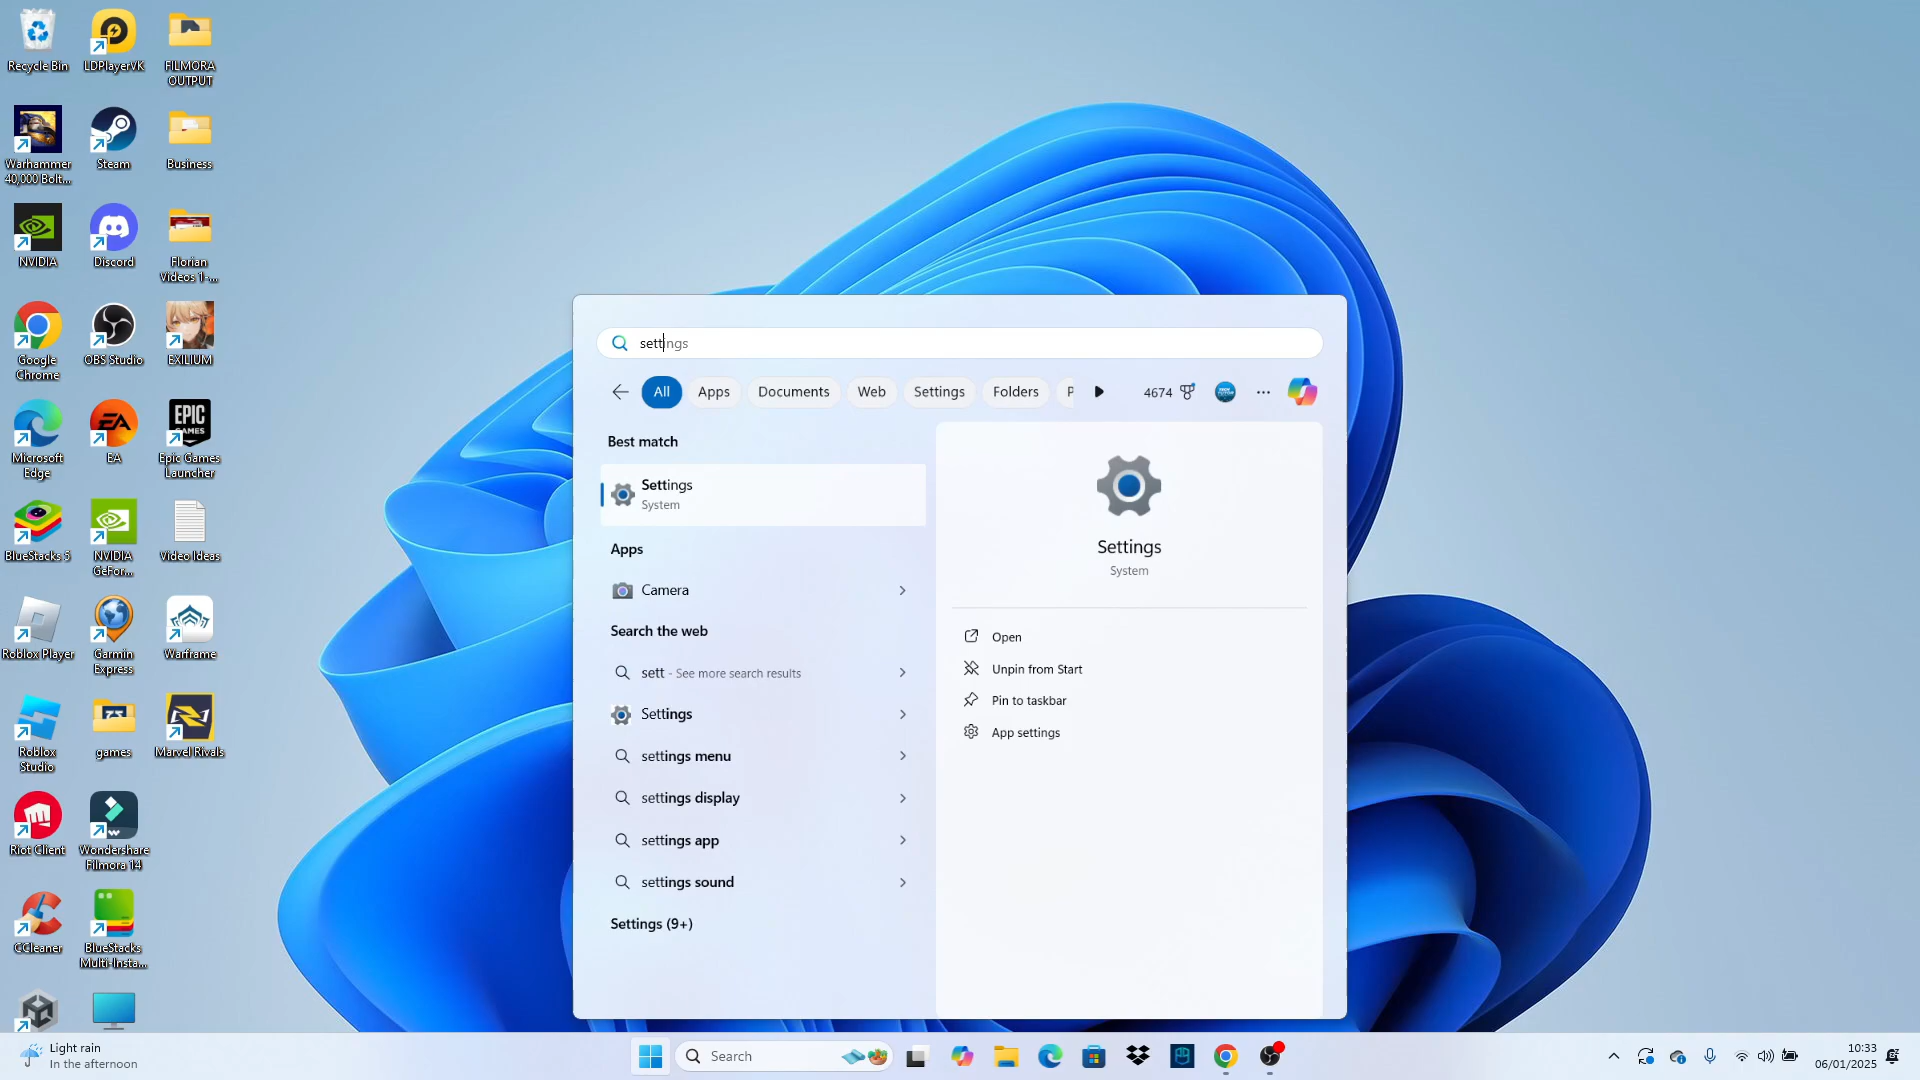 Recycle Bin
LDPlayerVK
FILMORA
OUTPUT
Warhammer
40,000 Bolt...
Steam
Business
NVIDIA
Discord
Florian
Videos 1-...
Google
Chrome
OBS Studio
EXILIUM
Microsoft
Edge
EA
EPIC
GAMES
Epic Games
Launcher
BlueStacks 5
NVIDIA
GeFor...
Video Ideas
Roblox Player
Garmin
Express
Warframe
Roblox
Studio
games
Marvel Rivals
Riot Client
Wondershare
Filmora 14
CCleaner
BlueStacks
Multi-Insta...
settings
All
Apps
Documents
Web
Settings
Folders
P
4674
Best match
Settings
System
Apps
Camera
Search the web
sett - See more search results
Settings
settings menu
settings display
settings app
settings sound
Settings (9+)
Settings
System
Open
Unpin from Start
Pin to taskbar
App settings
Light rain
In the afternoon
Search
10:33
06/01/2025